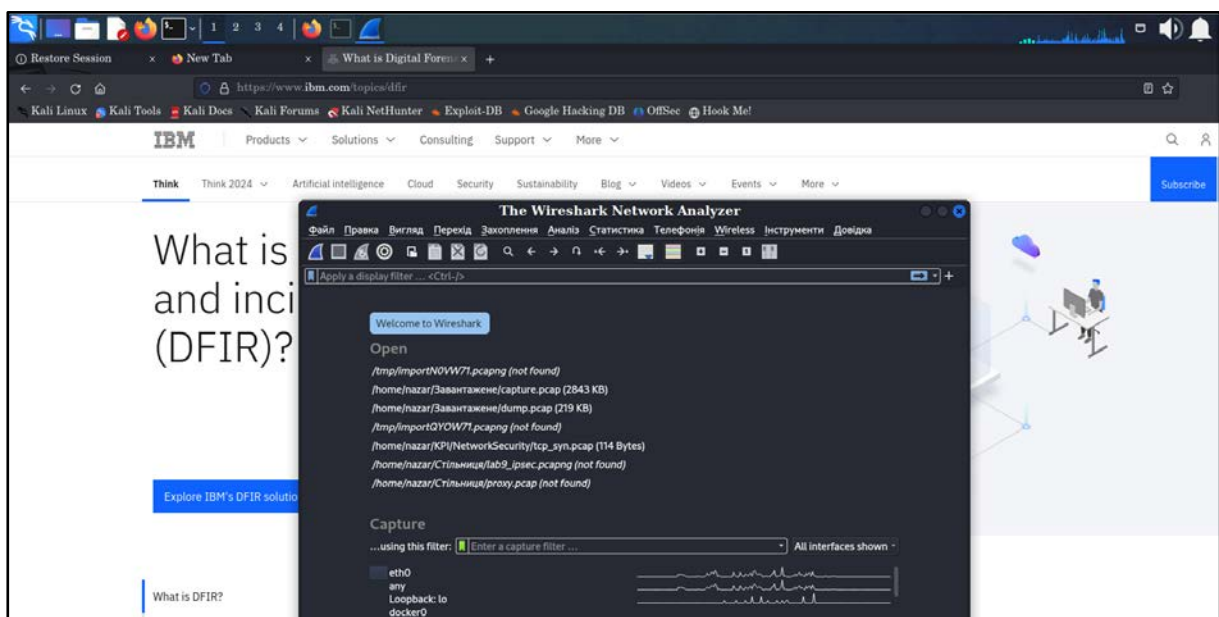 1 2 3 4
Restore Session
New Tab
What is Digital Foren
https://www.ibm.com/topics/dfir
Kali Linux Kali Tools Kali Docs Kali Forums Kali NetHunter Exploit-DB Google Hacking DB OffSec Hook Me!
IBM Products Solutions Consulting Support More
Think Think 2024 Artificial intelligence Cloud Security Sustainability Blog Videos Events More Subscribe
What is
and inci
(DFIR)?
Explore IBM's DFIR solutio
What is DFIR?
The Wireshark Network Analyzer
Файл Правка Вигляд Перехід Захоплення Аналіз Статистика Телефонія Wireless Інструменти Довідка
Apply a display filter ... <Ctrl-/>
Welcome to Wireshark
Open
/tmp/importN0VW71.pcapng (not found)
/home/nazar/Завантажене/capture.pcap (2843 KB)
/home/nazar/Завантажене/dump.pcap (219 KB)
/tmp/importQYOW71.pcapng (not found)
/home/nazar/KPI/NetworkSecurity/tcp_syn.pcap (114 Bytes)
/home/nazar/Стільниця/lab9_ipsec.pcapng (not found)
/home/nazar/Стільниця/proxy.pcap (not found)
Capture
...using this filter: Enter a capture filter ... All interfaces shown
eth0
any
Loopback: lo
docker0